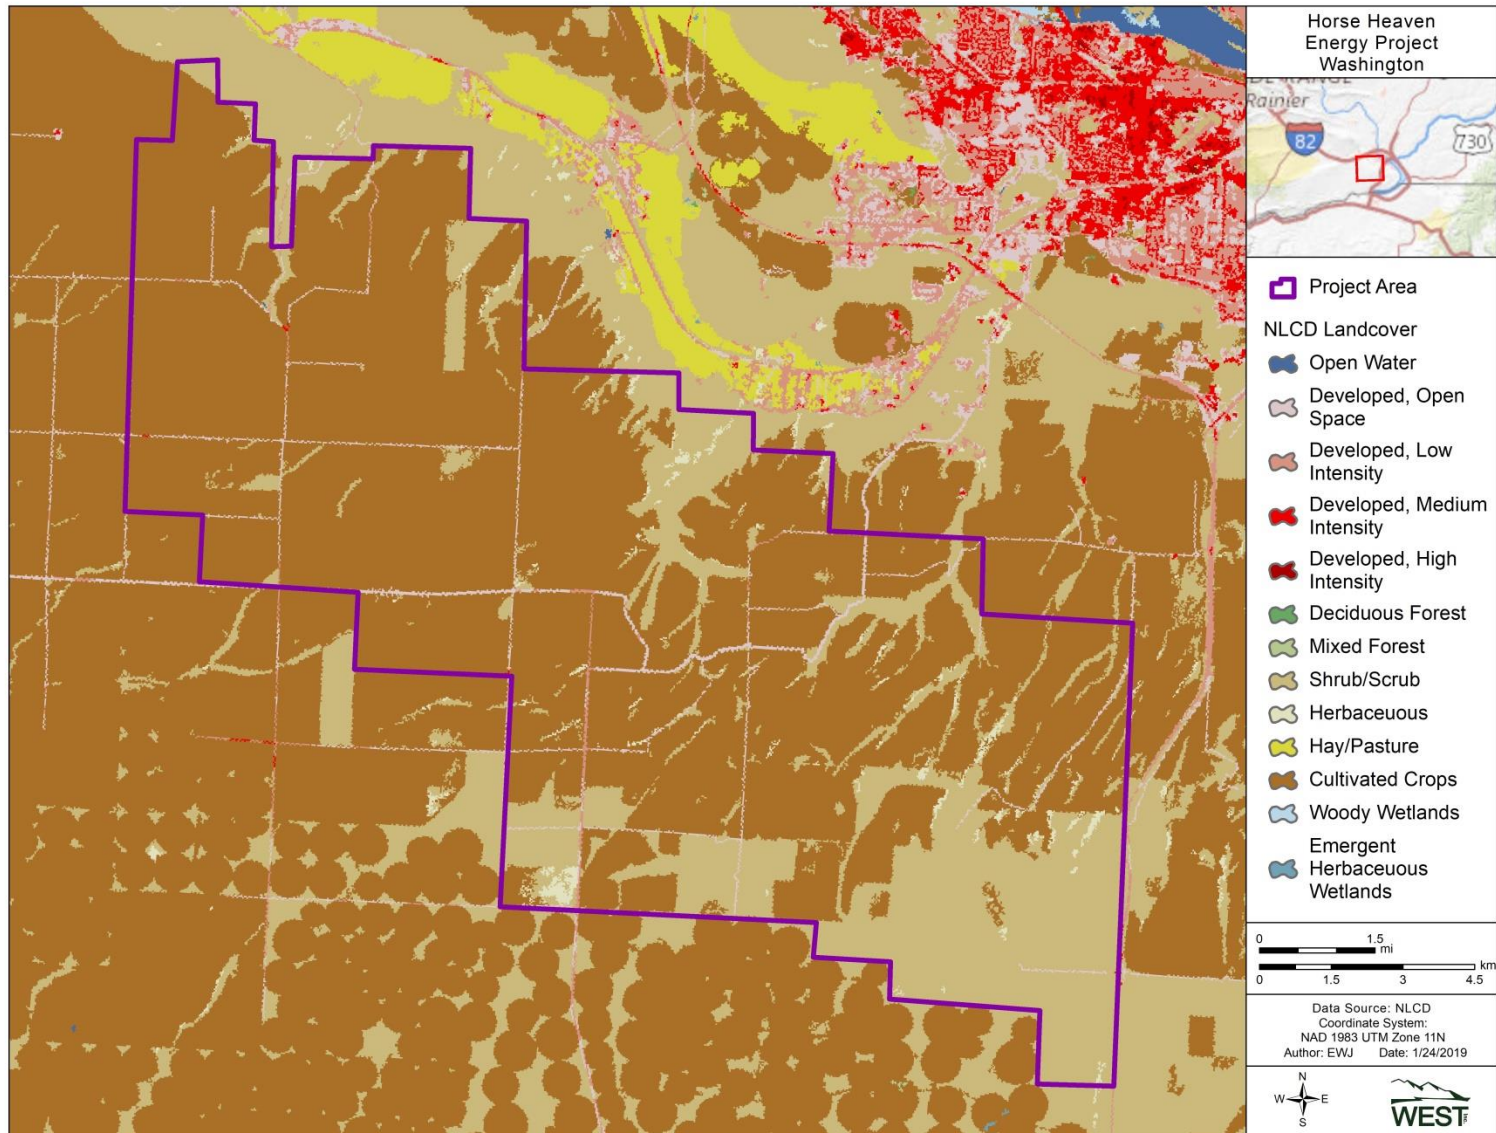 Horse Heaven
Energy Project
Washington
Rainier
82
730
Project Area
NLCD Landcover
Open Water
Developed, Open
Space
Developed, Low
Intensity
Developed, Medium
Intensity
Developed, High
Intensity
Deciduous Forest
Mixed Forest
Shrub/Scrub
Herbaceuous
Hay/Pasture
Cultivated Crops
Woody Wetlands
Emergent
Herbaceuous
Wetlands
0 1.5
mi
km
0 1.5 3 4.5
Data Source: NLCD
Coordinate System:
NAD 1983 UTM Zone 11N
Author: EWJ Date: 1/24/2019
N
W E
S
WEST
Inc.